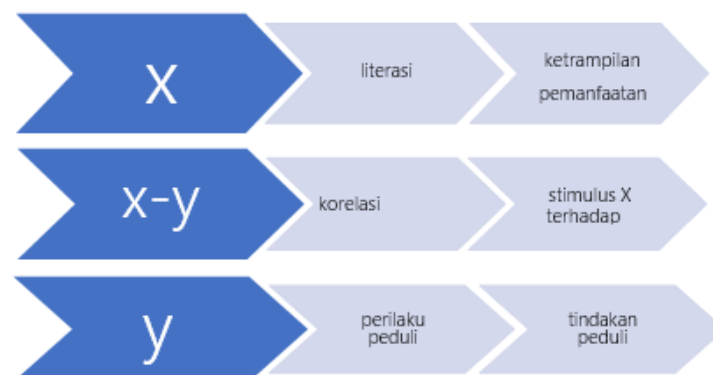 x
literasi
ketrampilan
pemanfaatan
x-y
korelasi
stimulus X
terhadap
y
perilaku
peduli
tindakan
peduli